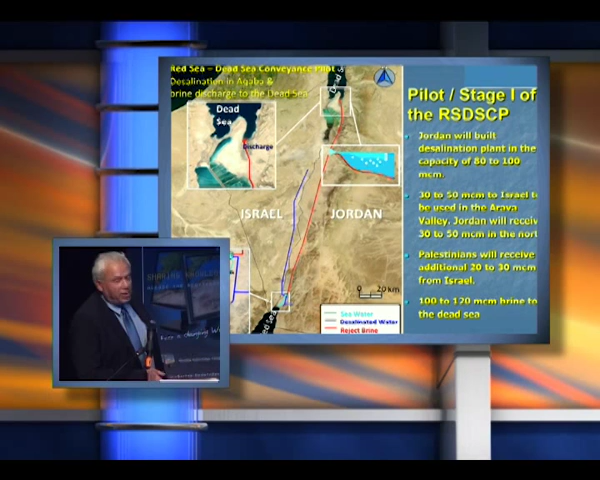 Red Sea – Dead Sea Conveyance Pilot
Desalination in Aqaba &
brine discharge to the Dead Sea
Dead
Sea
Discharge
ISRAEL
JORDAN
0 20 km
Sea Water
Desalinated Water
Reject Brine
Pilot / Stage I of
the RSDSCP
Jordan will built
desalination plant in the
capacity of 80 to 100
mcm.
30 to 50 mcm to Israel to
be used in the Arava
Valley. Jordan will receiv
30 to 50 mcm in the nort
Palestinians will receive
additional 20 to 30 mcm
from Israel.
100 to 120 mcm brine to
the dead sea